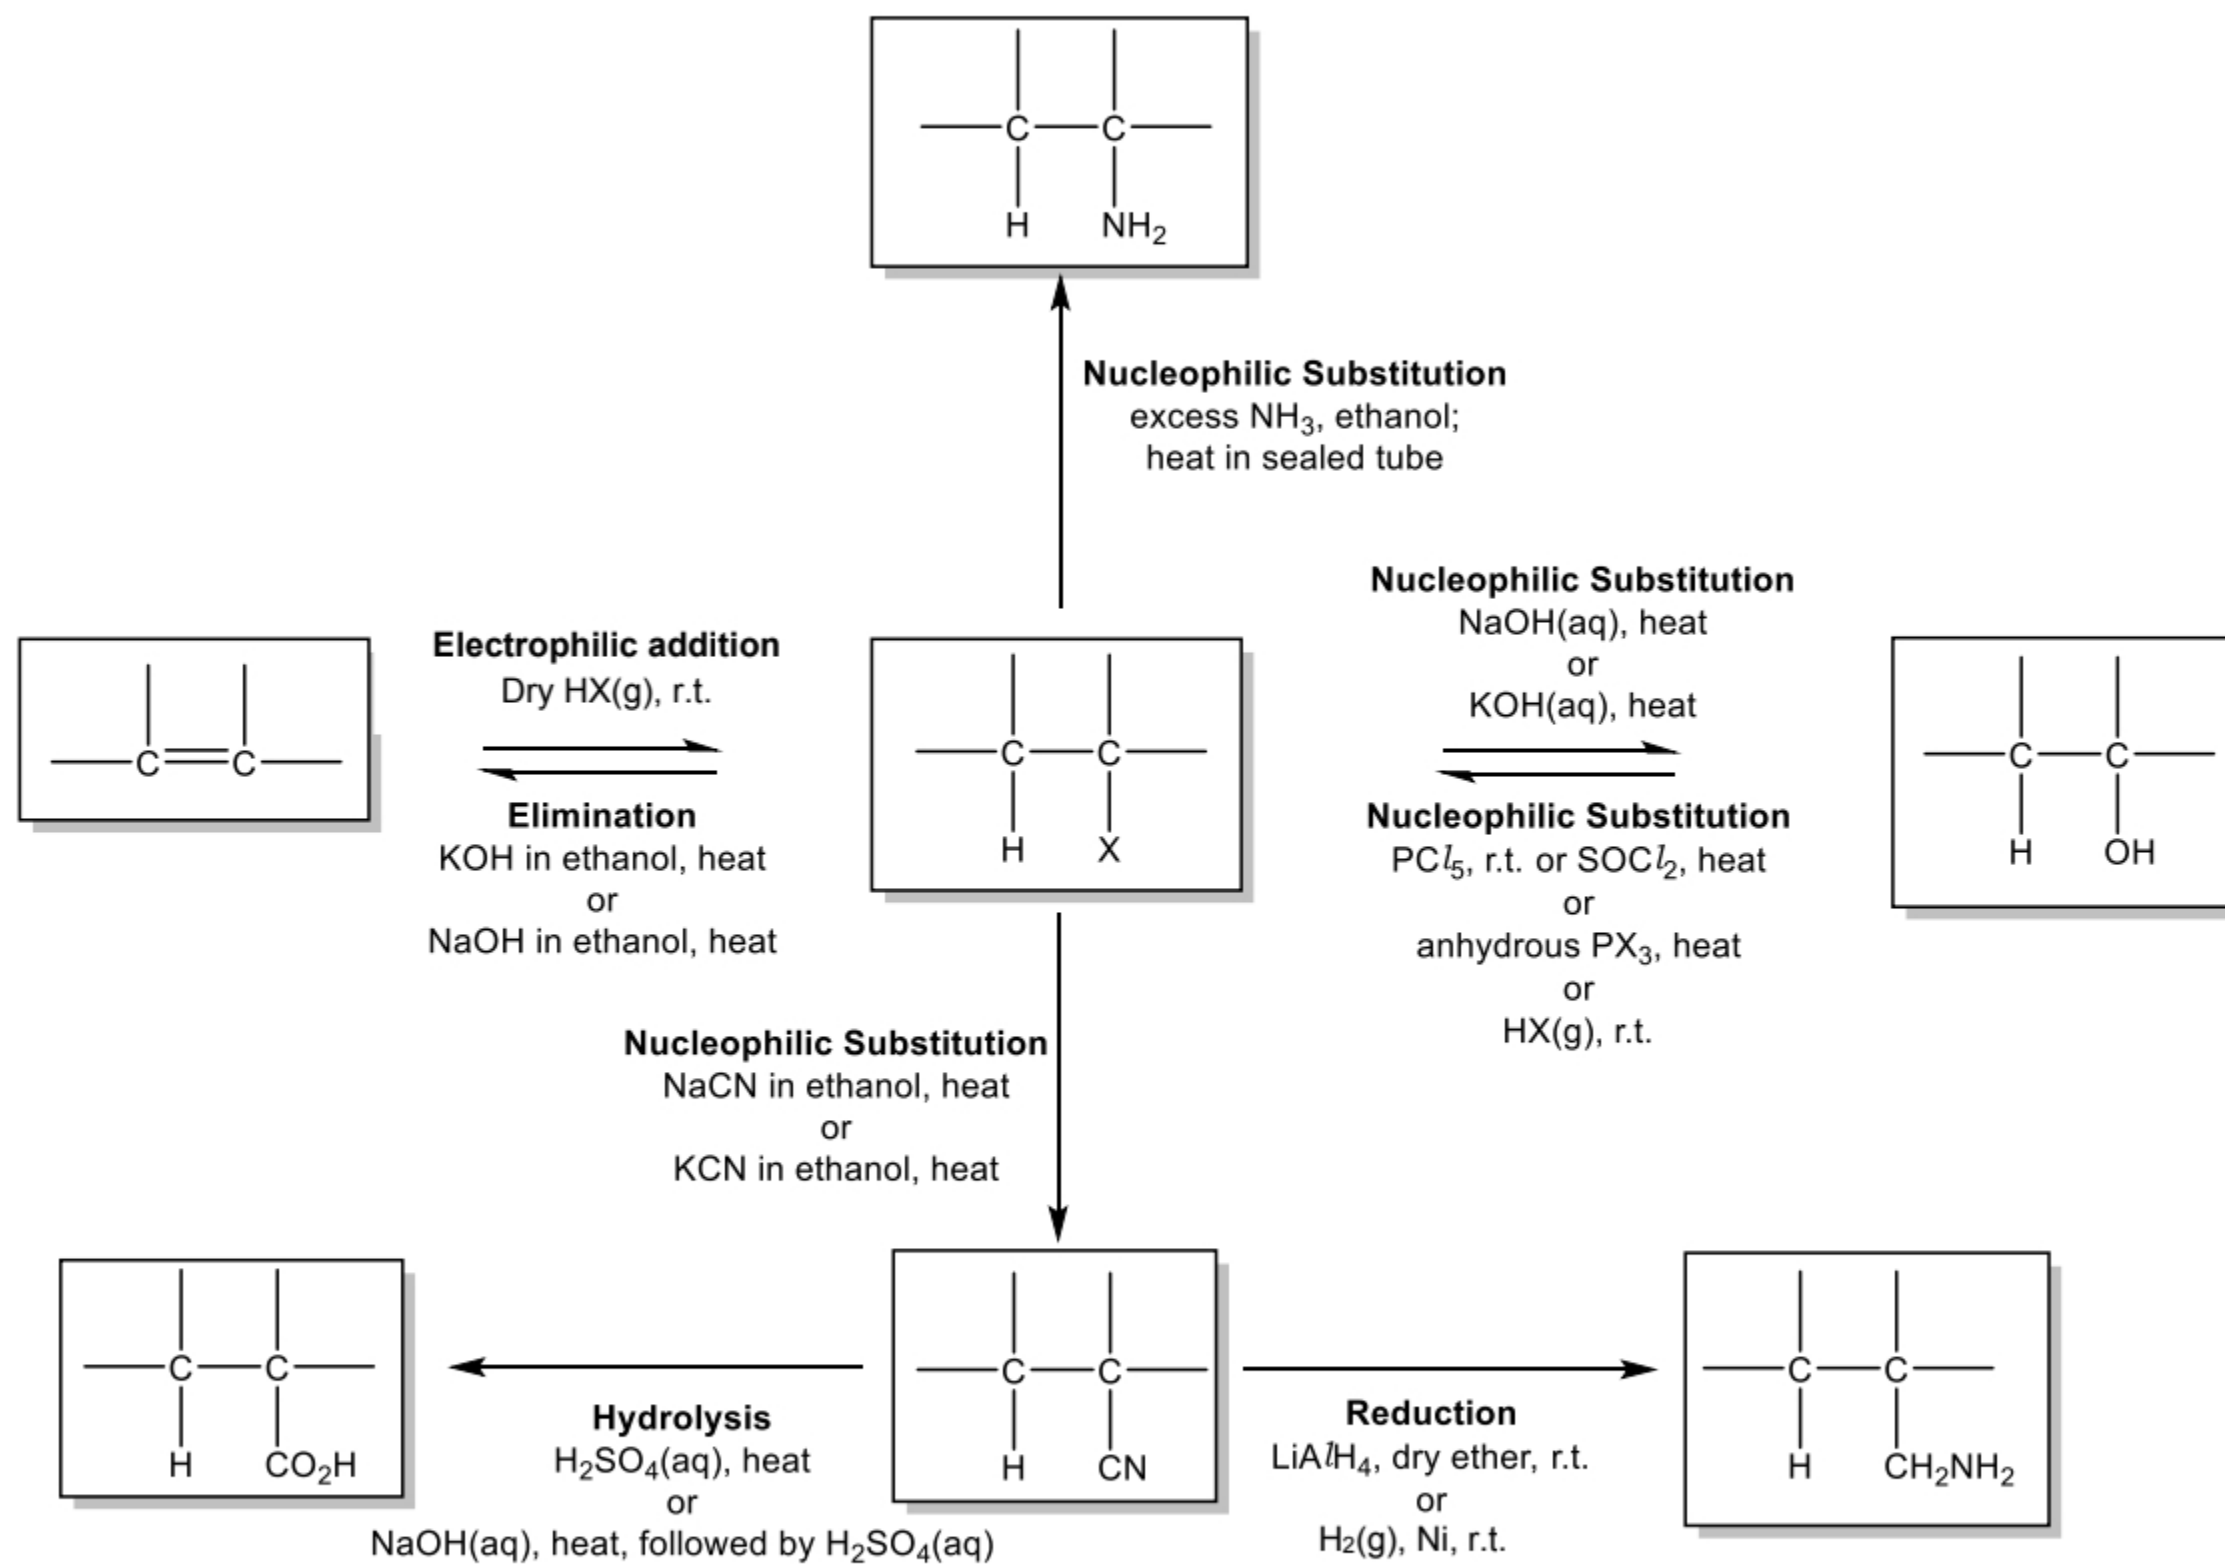 C C
H NH₂
Nucleophilic Substitution
excess NH₃, ethanol;
heat in sealed tube
C C
Electrophilic addition
Dry HX(g), r.t.
Elimination
KOH in ethanol, heat
or
NaOH in ethanol, heat
C C
H X
Nucleophilic Substitution
NaOH(aq), heat
or
KOH(aq), heat
Nucleophilic Substitution
PCl₅, r.t. or SOCl₂, heat
or
anhydrous PX₃, heat
or
HX(g), r.t.
C C
H OH
Nucleophilic Substitution
NaCN in ethanol, heat
or
KCN in ethanol, heat
C C
H CO₂H
Hydrolysis
H₂SO₄(aq), heat
or
NaOH(aq), heat, followed by H₂SO₄(aq)
C C
H CN
Reduction
LiAlH₄, dry ether, r.t.
or
H₂(g), Ni, r.t.
C C
H CH₂NH₂